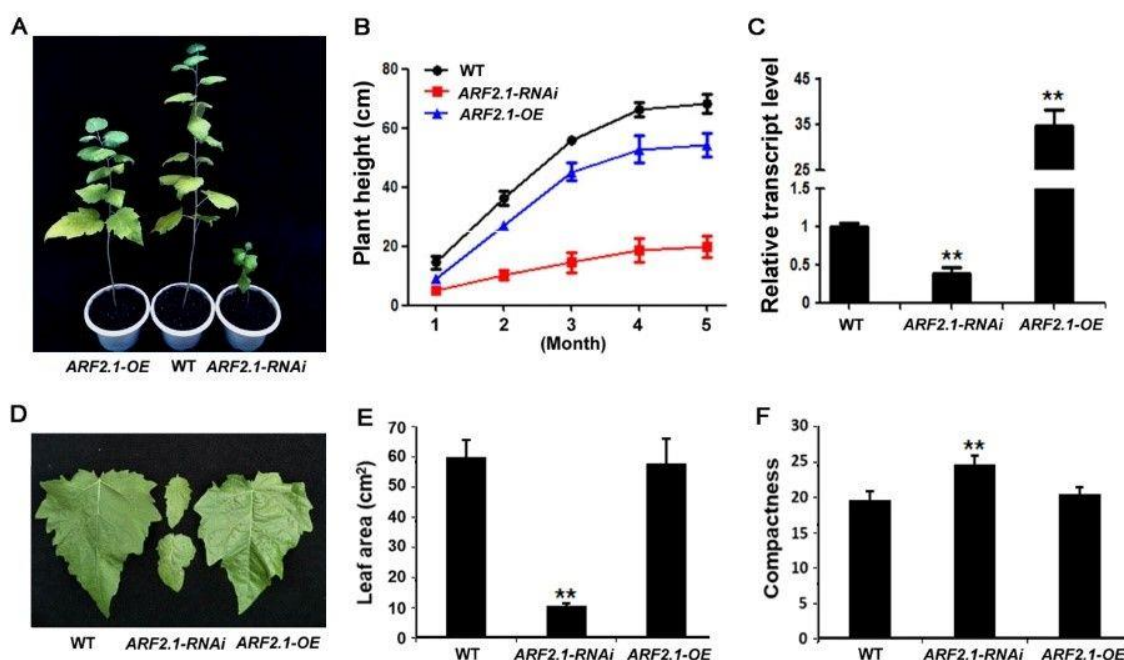 A
ARF2.1-OE WT ARF2.1-RNAi
B
Plant height (cm)
80
60
40
20
0
WT
ARF2.1-RNAi
ARF2.1-OE
1 2 3 4 5
(Month)
C
Relative transcript level
45
35
25
1.5
1
0.5
0
**
**
WT ARF2.1-RNAi ARF2.1-OE
D
WT ARF2.1-RNAi ARF2.1-OE
E
Leaf area (cm²)
70
60
50
40
30
20
10
0
**
WT ARF2.1-RNAi ARF2.1-OE
F
Compactness
30
25
20
15
10
5
0
**
WT ARF2.1-RNAi ARF2.1-OE